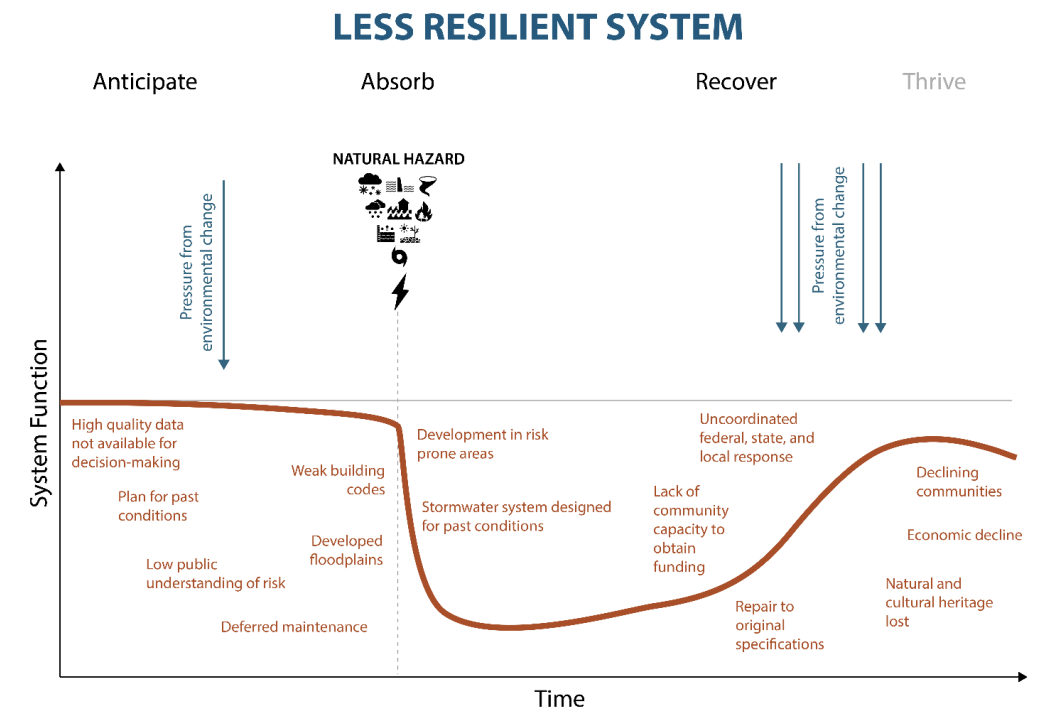 LESS RESILIENT SYSTEM
Anticipate
Absorb
Recover
Thrive
NATURAL HAZARD
Pressure from
environmental change
Pressure from
environmental change
System Function
High quality data
not available for
decision-making
Plan for past
conditions
Low public
understanding of risk
Deferred maintenance
Weak building
codes
Developed
floodplains
Development in risk
prone areas
Stormwater system designed
for past conditions
Uncoordinated
federal, state, and
local response
Lack of
community
capacity to
obtain
funding
Repair to
original
specifications
Declining
communities
Economic decline
Natural and
cultural heritage
lost
Time